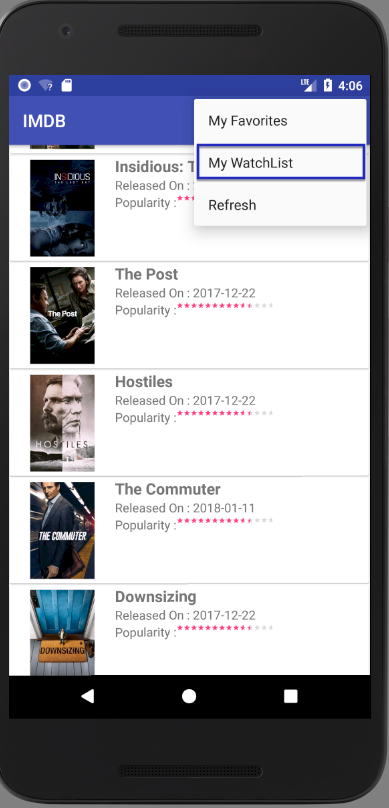 LTE 4:06
IMDB
My Favorites
My WatchList
Refresh
INSIDIOUS
THE LAST KEY
Insidious: T
Released On :
Popularity :
The Post
The Post
Released On : 2017-12-22
Popularity :
HOSTILES
Hostiles
Released On : 2017-12-22
Popularity :
THE COMMUTER
The Commuter
Released On : 2018-01-11
Popularity :
DOWNSIZING
Downsizing
Released On : 2017-12-22
Popularity :